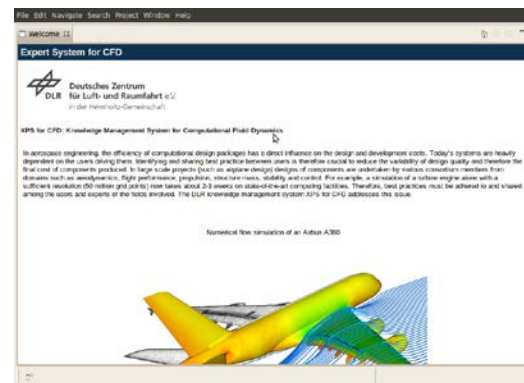 File Edit Navigate Search Project Window Help
Welcome
Expert System for CFD
Deutsches Zentrum
DLR für Luft- und Raumfahrt e.V.
in der Helmholtz-Gemeinschaft
XPS for CFD: Knowledge Management System for Computational Fluid Dynamics
In aerospace engineering, the efficiency of computational design packages has a direct influence on the design and development costs. Today's systems are heavily
dependent on the users driving them. Identifying and sharing best practice between users is therefore crucial to reduce the variability of design quality and therefore the
final cost of components produced. In large scale projects (such as airplane design) designs of components are undertaken by various consortium members from
domains such as aerodynamics, flight performance, propulsion, structure mass, stability and control. For example, a simulation of a turbine engine alone with a
sufficient resolution (50 million grid points) now takes about 2-3 weeks on state-of-the-art computing facilities. Therefore, best practices must be adhered to and shared
among the users and experts of the fields involved. The DLR knowledge management system XPS for CFD addresses this issue.
Numerical flow simulation of an Airbus A380